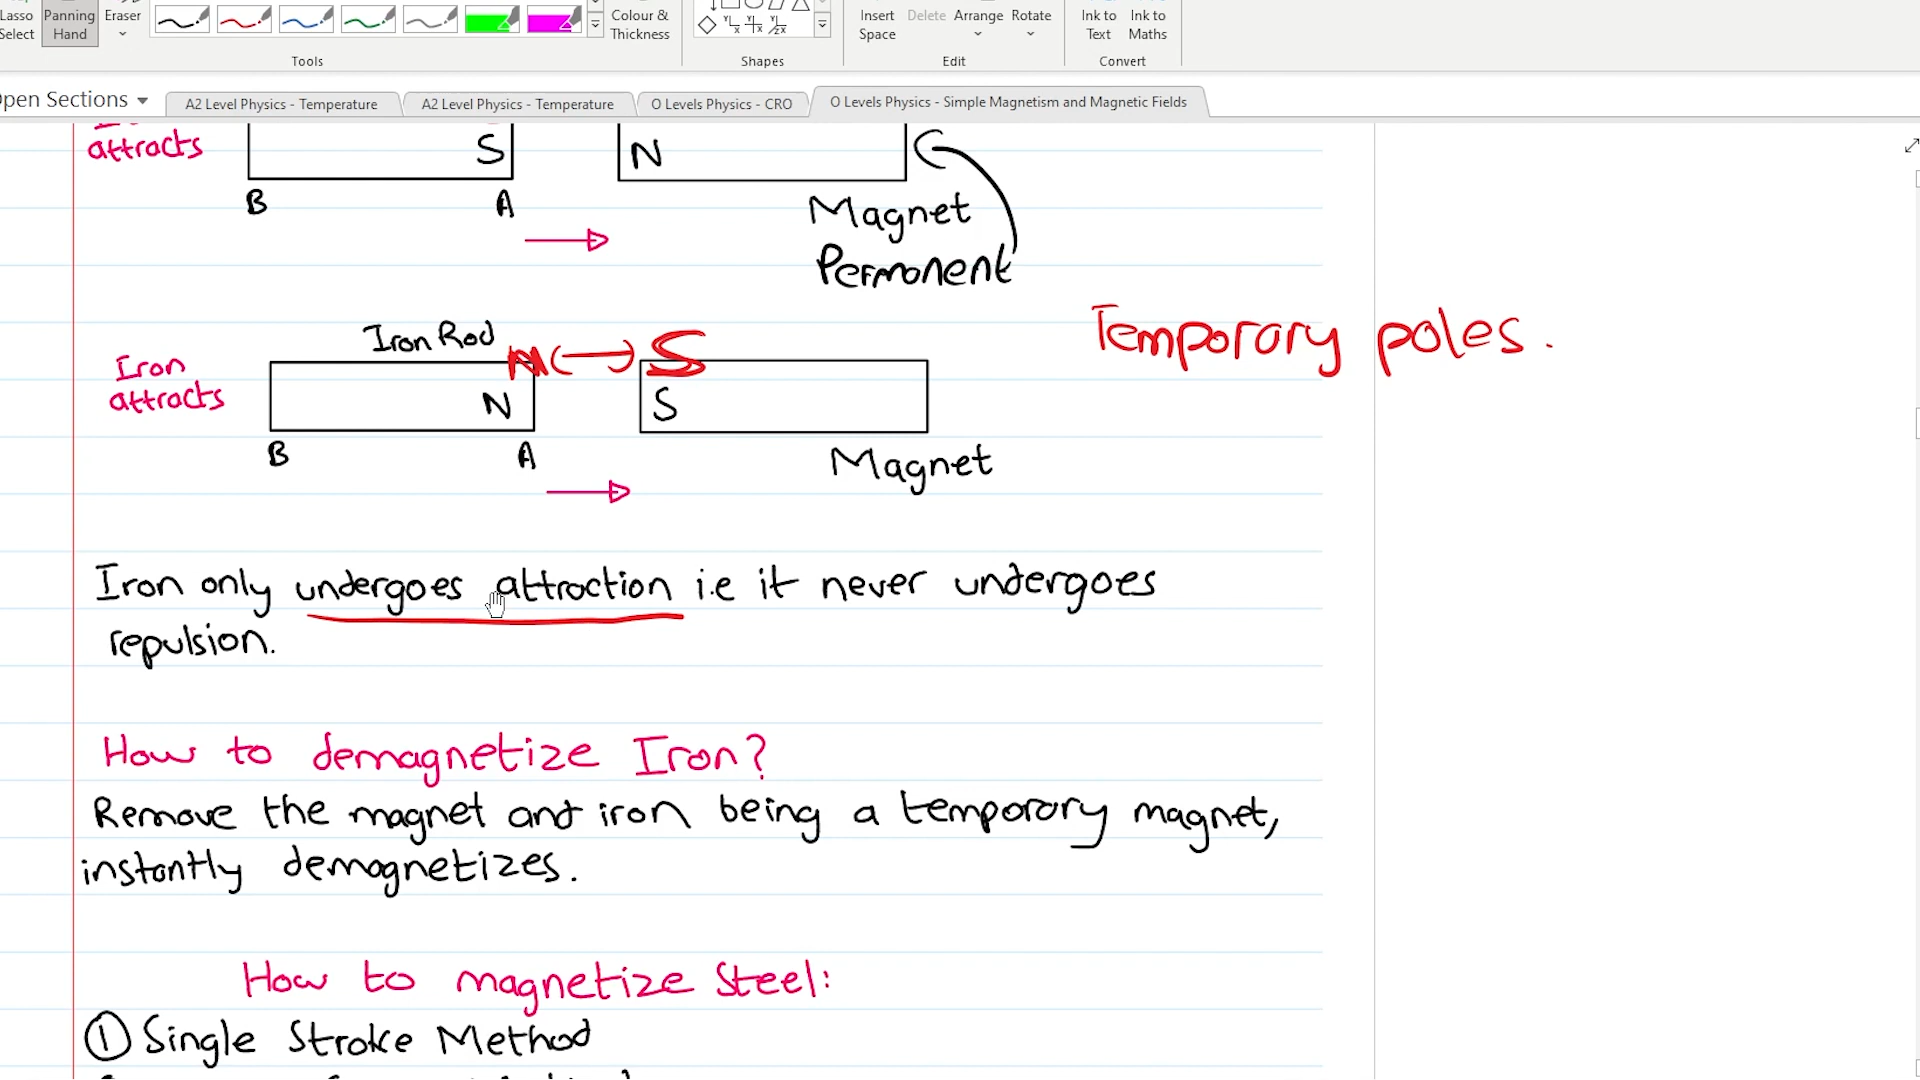 Lasso
Select
Panning
Hand
Eraser
Colour &
Thickness
Insert
Space
Delete
Arrange
Rotate
Ink to
Text
Ink to
Maths
Tools
Shapes
Edit
Convert
pen Sections
A2 Level Physics - Temperature
A2 Level Physics - Temperature
O Levels Physics - CRO
O Levels Physics - Simple Magnetism and Magnetic Fields
attracts
S
N
B
A
Magnet
Permanent
Iron Rod
N
S
Temporary poles.
Iron
attracts
N
S
B
A
Magnet
Iron only undergoes attraction i.e it never undergoes
repulsion.
How to demagnetize Iron?
Remove the magnet and iron being a temporary magnet,
instantly demagnetizes.
How to magnetize Steel:
① Single Stroke Method